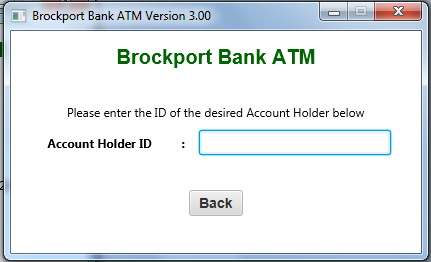 Brockport Bank ATM Version 3.00
Brockport Bank ATM
Please enter the ID of the desired Account Holder below
Account Holder ID :
Back